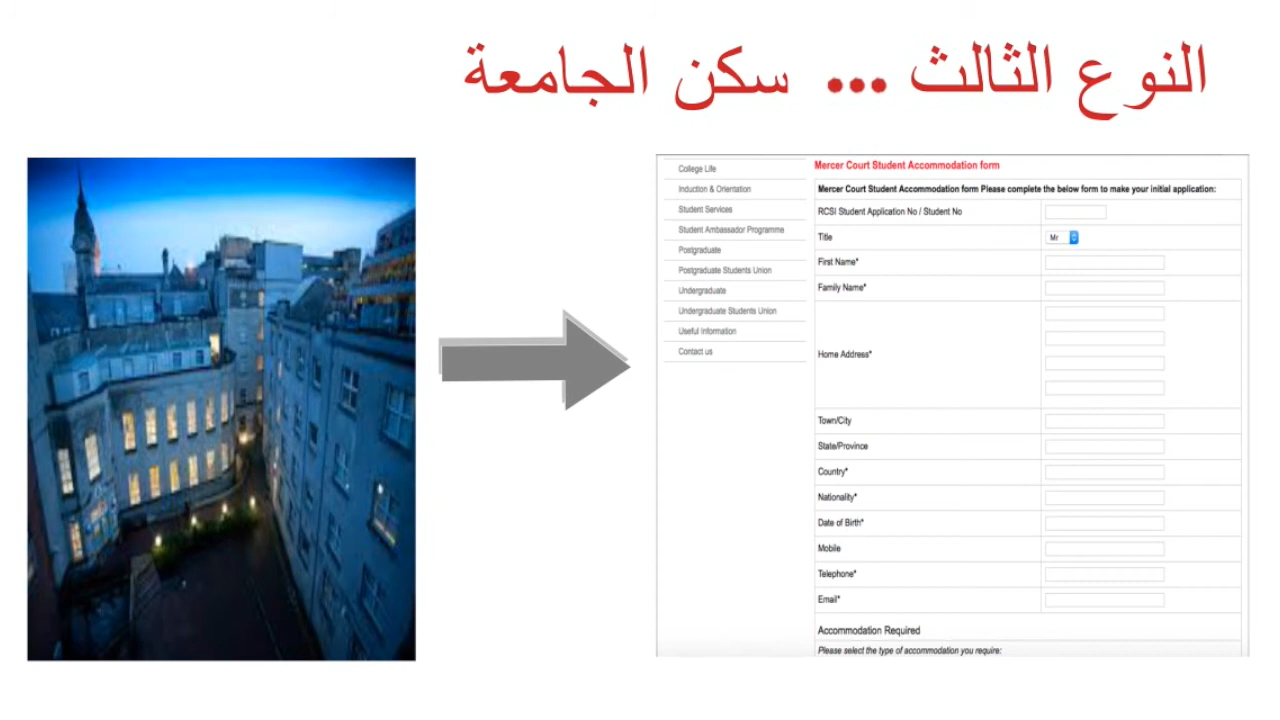 النوع الثالث ... سكن الجامعة
College Life
Induction & Orientation
Student Services
Student Ambassador Programme
Postgraduate
Postgraduate Students Union
Undergraduate
Undergraduate Students Union
Useful Information
Contact us
Mercer Court Student Accommodation form
Mercer Court Student Accommodation form Please complete the below form to make your initial application:
RCSI Student Application No / Student No
Title
Mr
First Name*
Family Name*
Home Address*
Town/City
State/Province
Country*
Nationality*
Date of Birth*
Mobile
Telephone*
Email*
Accommodation Required
Please select the type of accommodation you require: